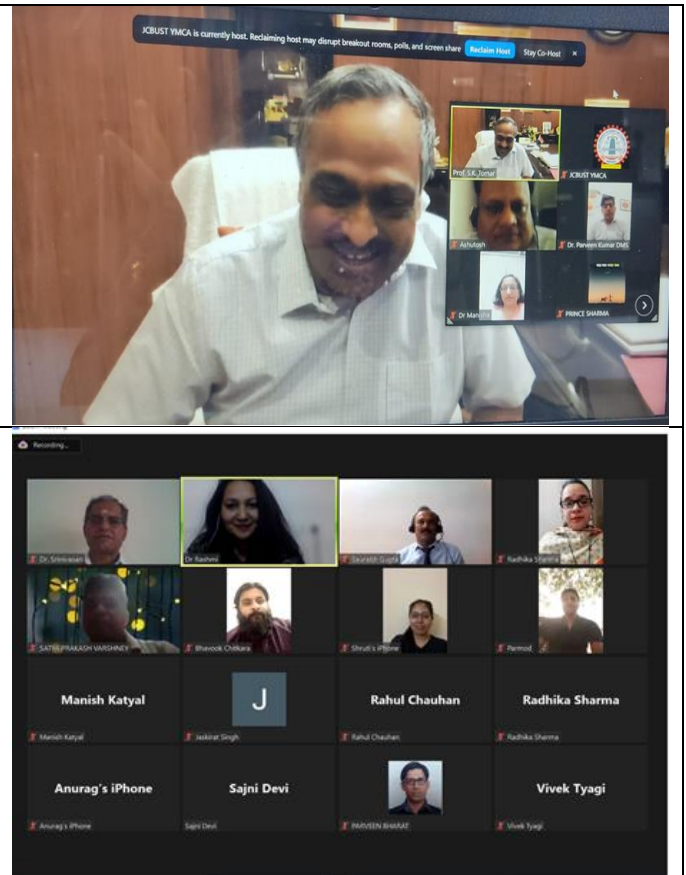 JCBUST YMCA is currently host. Reclaiming host may disrupt breakout rooms, polls, and screen share Reclaim Host Stay Co-Host ×
Prof. S.K. Tomar JCBUST YMCA
Ashutosh Dr. Parveen Kumar DMS
Dr Manisha PRINCE SHARMA
Recording...
Dr. Srinivasan Dr Rashmi Saurabh Gupta Radhika Sharma
SATYA PRAKASH VARSHNEY Bhavook Chitkara Shruti's iPhone Parmod
Manish Katyal J Rahul Chauhan Radhika Sharma
Manish Katyal Jaskirat Singh Rahul Chauhan Radhika Sharma
Anurag's iPhone Sajni Devi Vivek Tyagi
Anurag's iPhone Sajni Devi PARVEEN BHARAT Vivek Tyagi